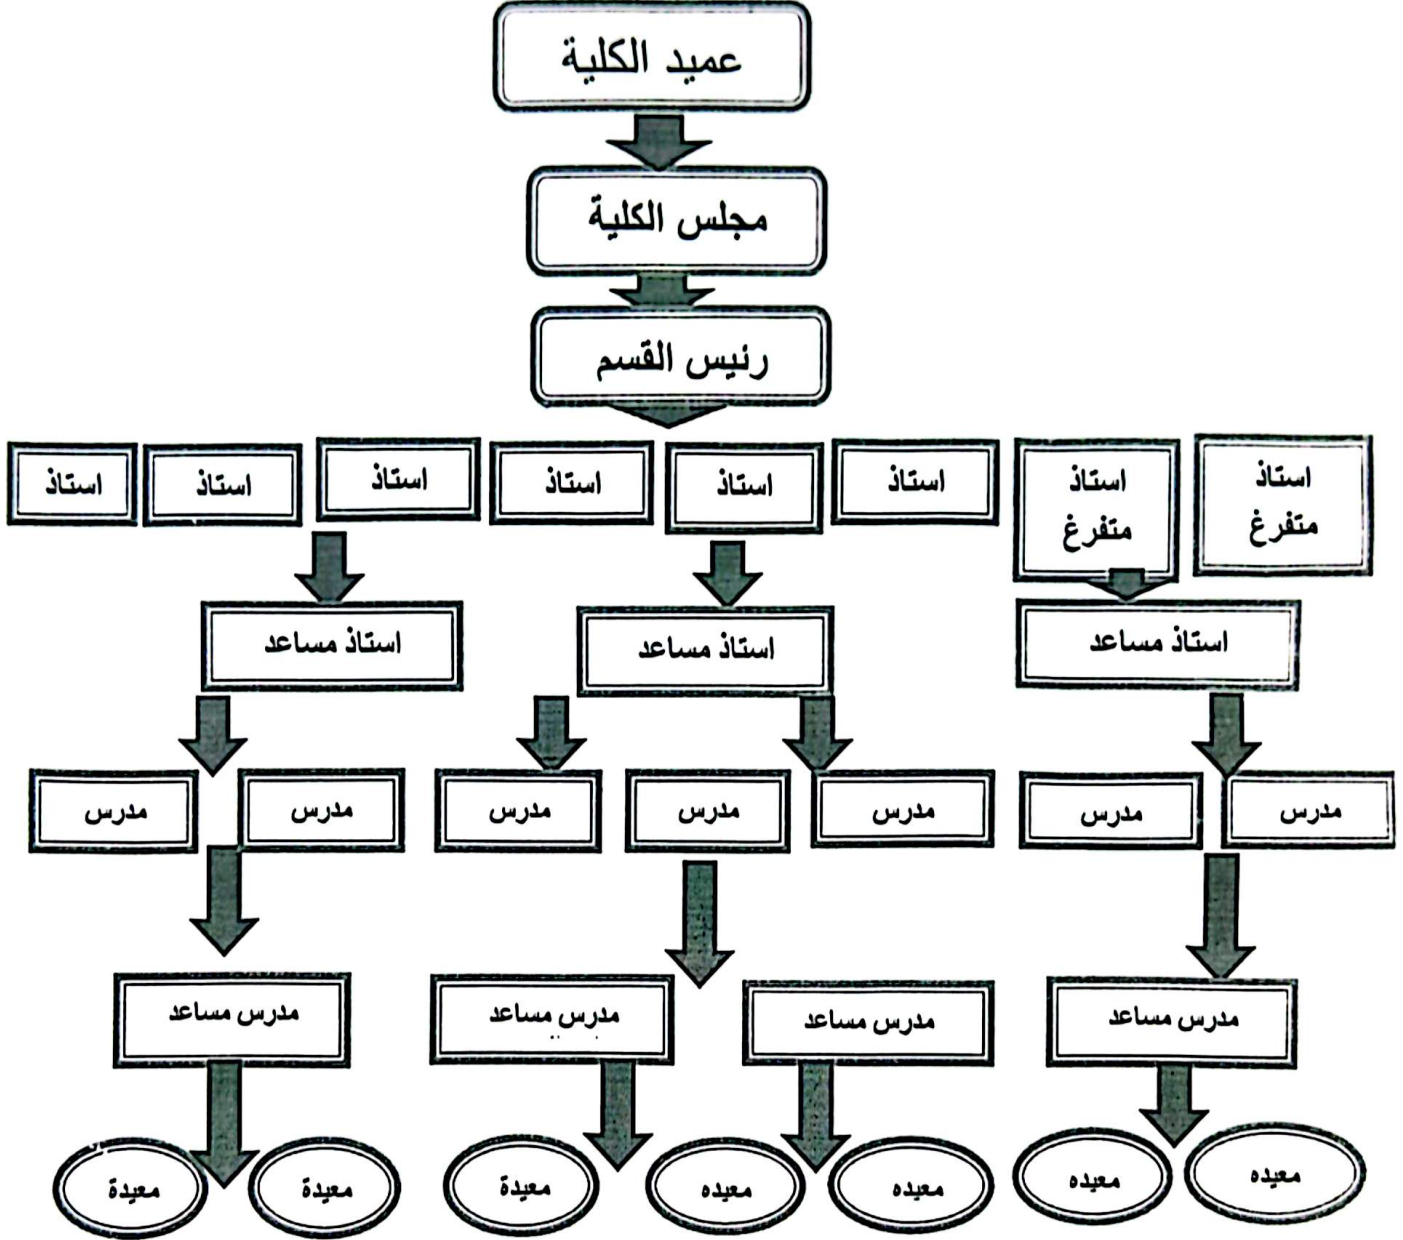 عميد الكلية
مجلس الكلية
رئيس القسم
استاذ
متفرغ
استاذ
متفرغ
استاذ
استاذ
استاذ
استاذ
استاذ
استاذ
استاذ مساعد
استاذ مساعد
استاذ مساعد
مدرس
مدرس
مدرس
مدرس
مدرس
مدرس
مدرس
مدرس مساعد
مدرس مساعد
مدرس مساعد
مدرس مساعد
معيده
معيده
معيده
معيده
معيدة
معيدة
معيدة